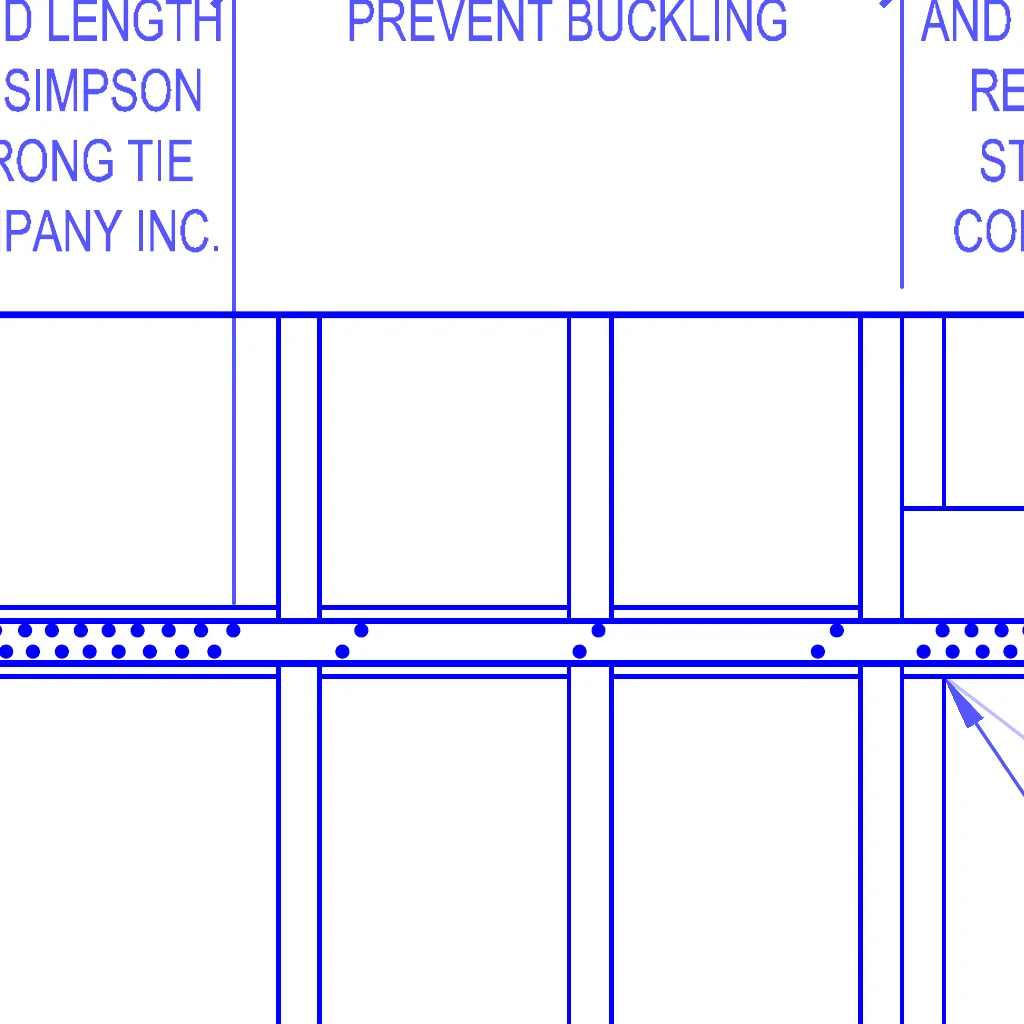 D LENGTH
SIMPSON
RONG TIE
PANY INC.
PREVENT BUCKLING
AND
RE
ST
CO